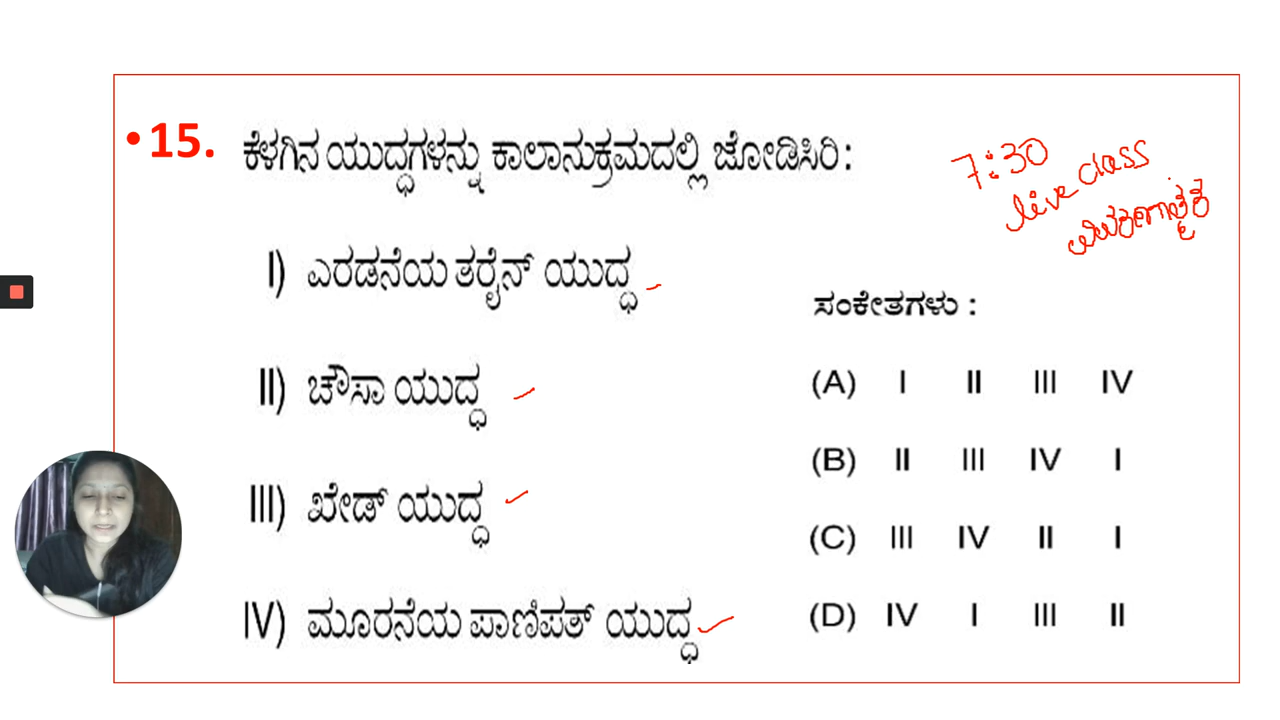 • 15. ಕೆಳಗಿನ ಯುದ್ಧಗಳನ್ನು ಕಾಲಾನುಕ್ರಮದಲ್ಲಿ ಜೋಡಿಸಿರಿ :
I) ಎರಡನೆಯ ತರೈನ್ ಯುದ್ಧ
II) ಚೌಸಾ ಯುದ್ಧ
III) ಖೇಡ್ ಯುದ್ಧ
IV) ಮೂರನೆಯ ಪಾಣಿಪತ್ ಯುದ್ಧ
7:30
live class
ಸಂಕೇತಗಳು :
(A) I II III IV
(B) II III IV I
(C) III IV II I
(D) IV I III II